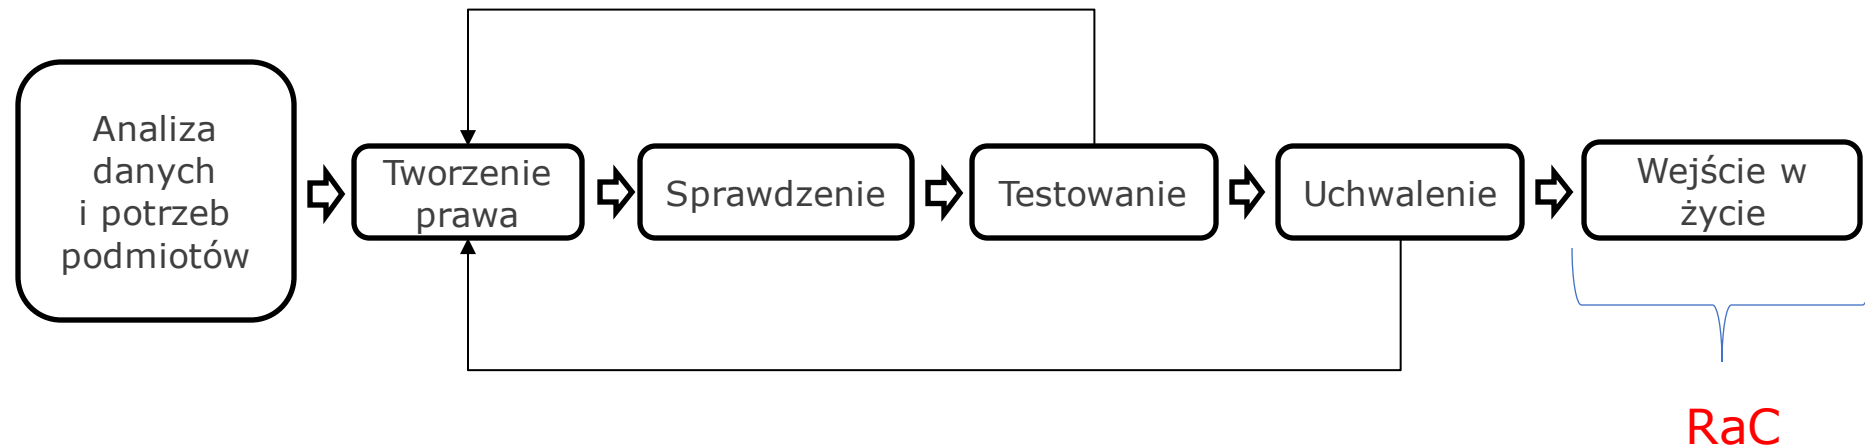 Analiza
danych
i potrzeb
podmiotów
Tworzenie
prawa
Sprawdzenie
Testowanie
Uchwalenie
Wejście w
życie
RaC